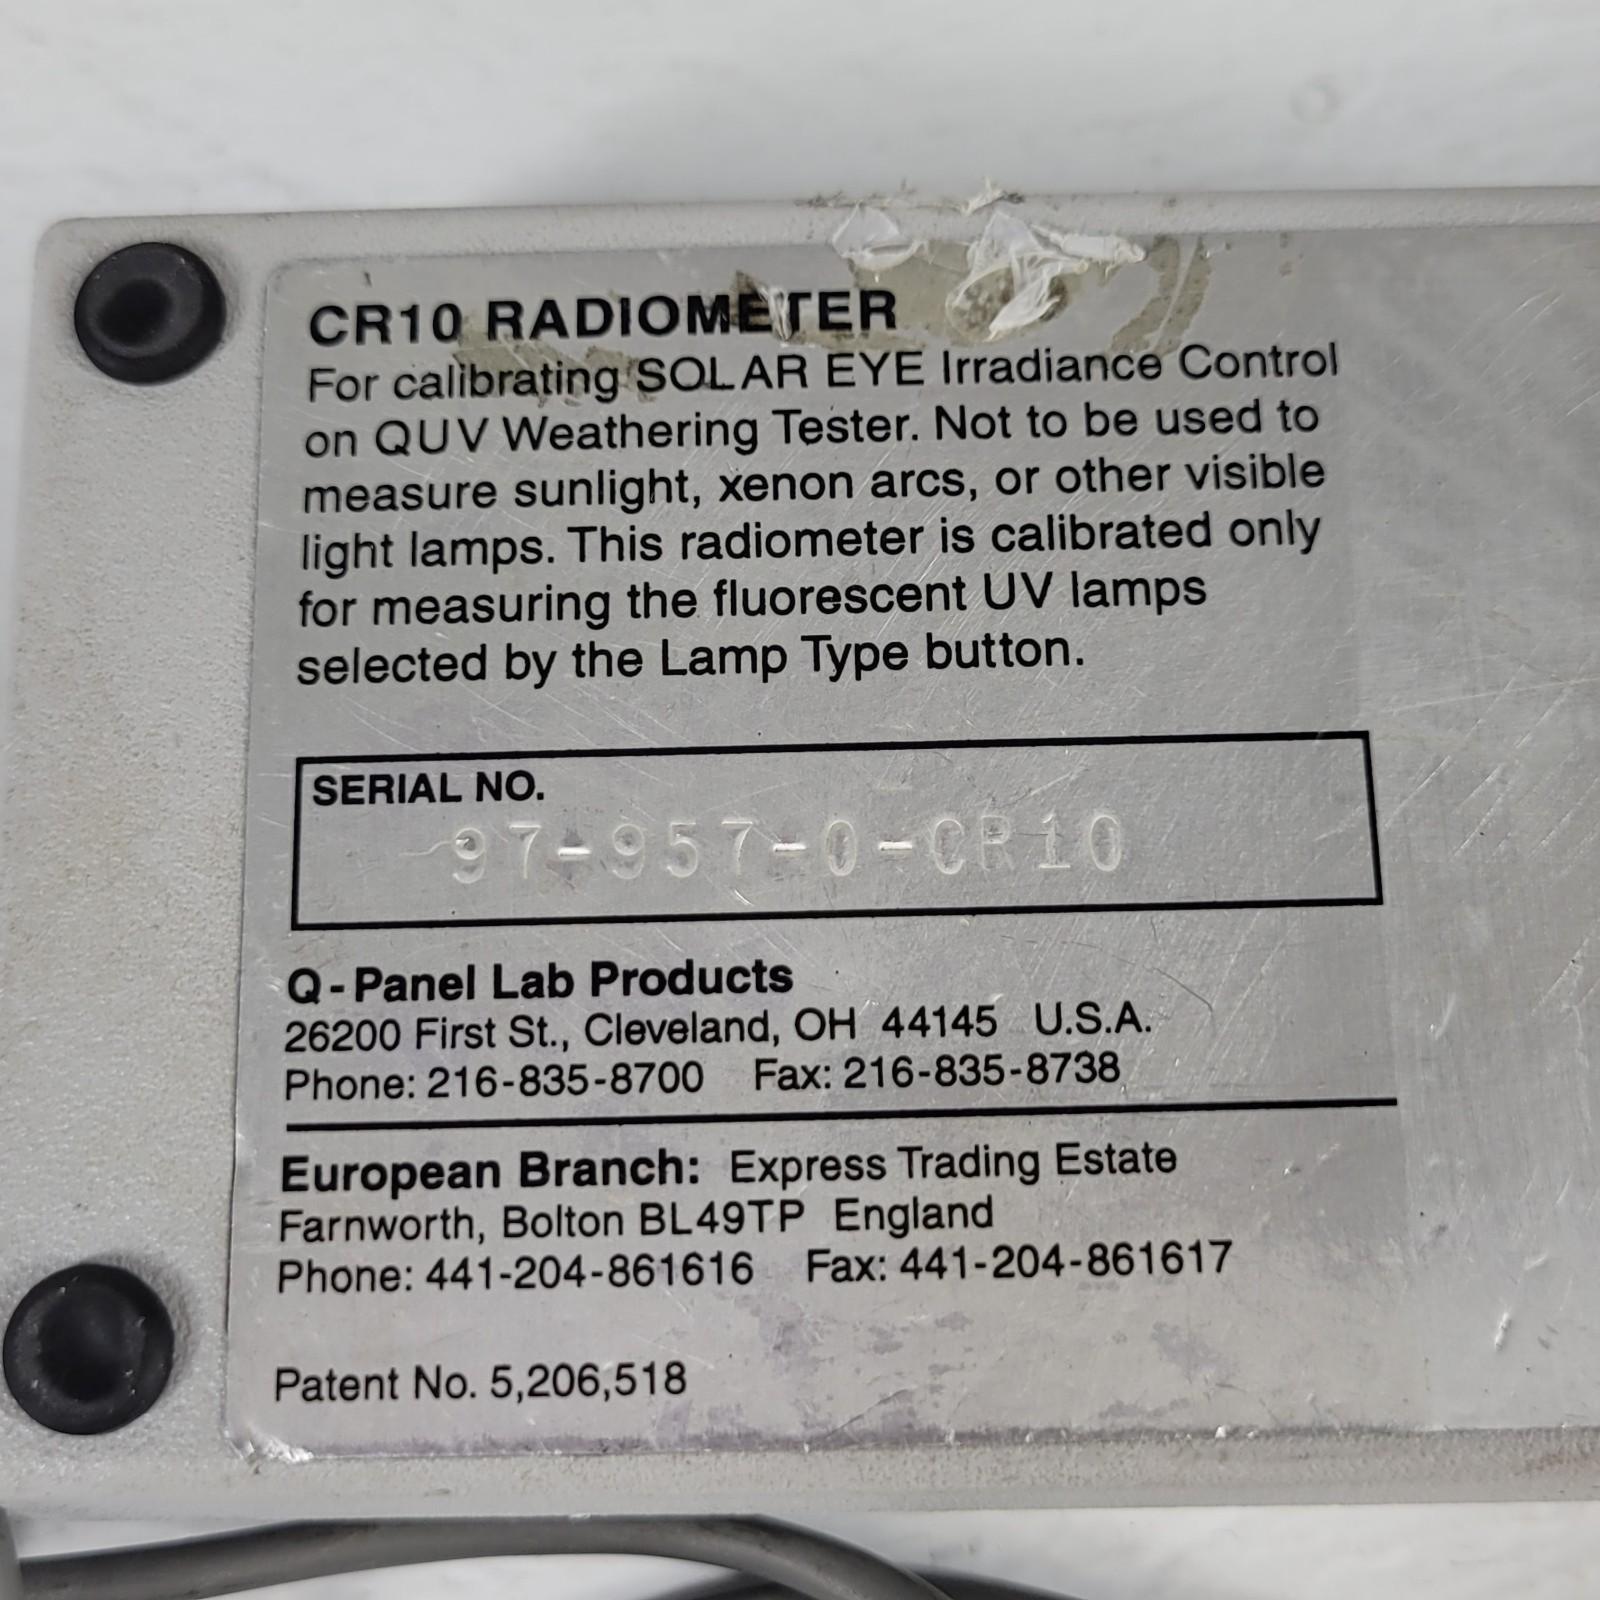 CR10 RADIOMETER
For calibrating SOLAR EYE Irradiance Control
on QUV Weathering Tester. Not to be used to
measure sunlight, xenon arcs, or other visible
light lamps. This radiometer is calibrated only
for measuring the fluorescent UV lamps
selected by the Lamp Type button.
SERIAL NO.
97-957-0-CR10
Q-Panel Lab Products
26200 First St., Cleveland, OH 44145 U.S.A.
Phone: 216-835-8700 Fax: 216-835-8738
European Branch: Express Trading Estate
Farnworth, Bolton BL49TP England
Phone: 441-204-861616 Fax: 441-204-861617
Patent No. 5,206,518